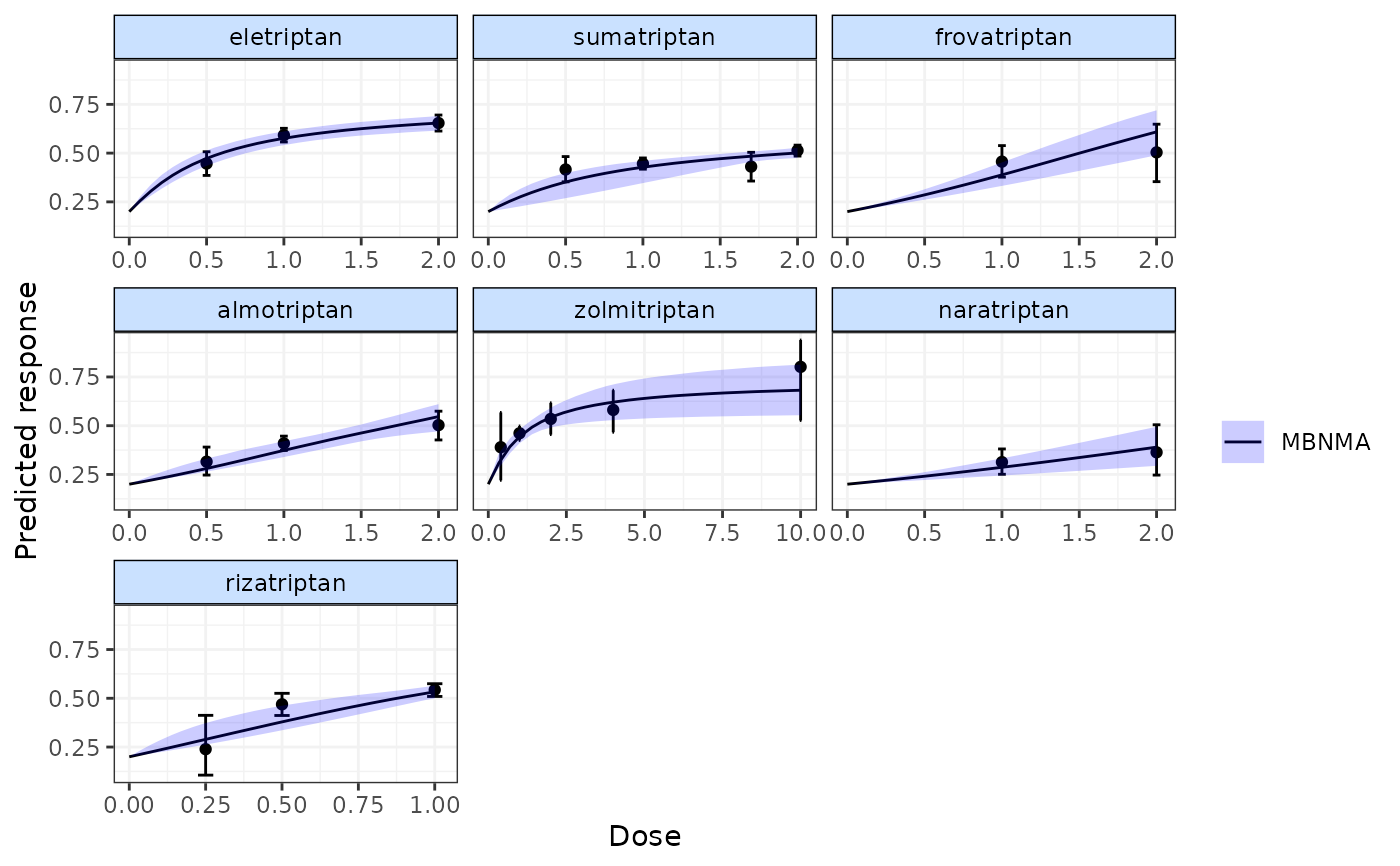 eletriptan sumatriptan frovatriptan
0.75
0.50
0.25
0.0 0.5 1.0 1.5 2.0 0.0 0.5 1.0 1.5 2.0 0.0 0.5 1.0 1.5 2.0
almotriptan zolmitriptan naratriptan
0.75
0.50
0.25
0.0 0.5 1.0 1.5 2.0 0.0 2.5 5.0 7.5 10.0 0.0 0.5 1.0 1.5 2.0
Predicted response
MBNMA
rizatriptan
0.75
0.50
0.25
0.00 0.25 0.50 0.75 1.00
Dose